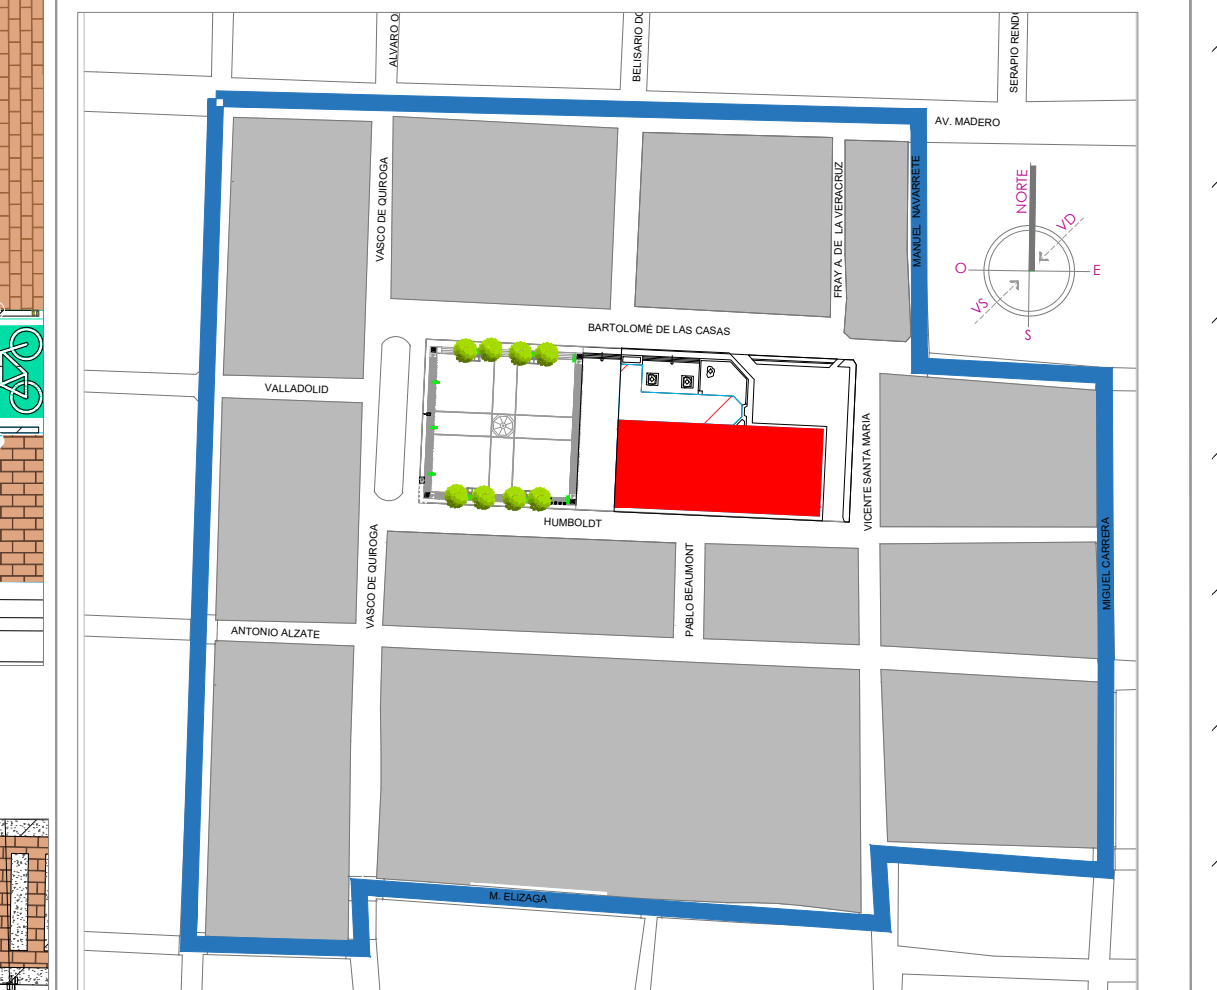 ALVARO O
BELISARIO DO
SERAPIO REND
AV. MADERO
VASCO DE QUIROGA
FRAY A. DE LA VERACRUZ
MANUEL NAVARRETE
NORTE
VD
O
E
VS
S
BARTOLOMÉ DE LAS CASAS
VALLADOLID
VICENTE SANTA MARIA
HUMBOLDT
VASCO DE QUIROGA
PABLO BEAUMONT
MIGUEL CARRERA
ANTONIO ALZATE
M. ELIZAGA